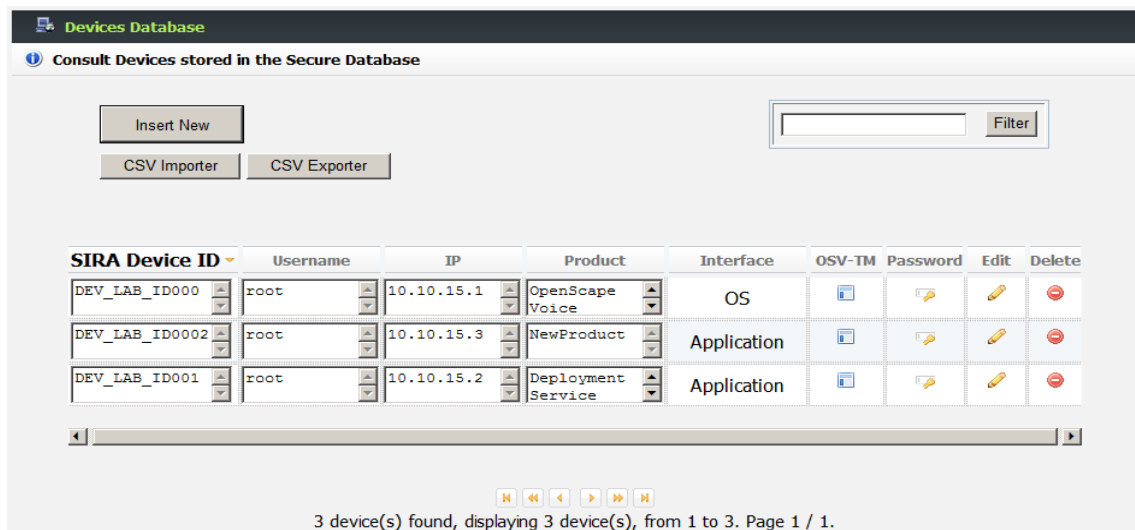 Devices Database
Consult Devices stored in the Secure Database
Insert New
Filter
CSV Importer CSV Exporter
SIRA Device ID Username IP Product Interface OSV-TM Password Edit Delete
DEV_LAB_ID000 root 10.10.15.1 OpenScape Voice OS
DEV_LAB_ID0002 root 10.10.15.3 NewProduct Application
DEV_LAB_ID001 root 10.10.15.2 Deployment Service Application
3 device(s) found, displaying 3 device(s), from 1 to 3. Page 1 / 1.